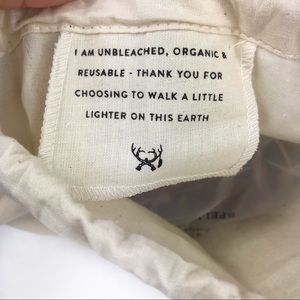 I AM UNBLEACHED, ORGANIC &
REUSABLE - THANK YOU FOR
CHOOSING TO WALK A LITTLE
LIGHTER ON THIS EARTH